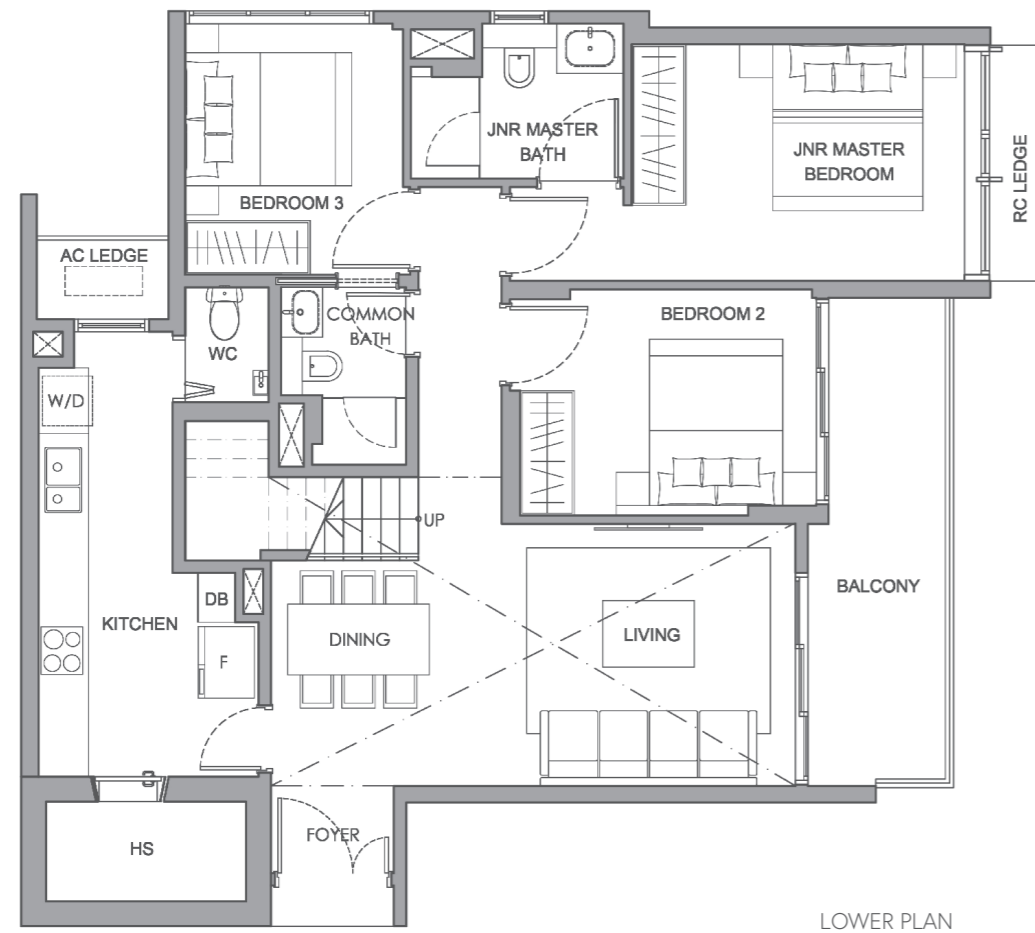 JNR MASTER
BATH
JNR MASTER
BEDROOM
RC LEDGE
BEDROOM 3
AC LEDGE
COMMON
BATH
BEDROOM 2
WC
W/D
UP
BALCONY
DB
KITCHEN
DINING
LIVING
F
FOYER
HS
LOWER PLAN